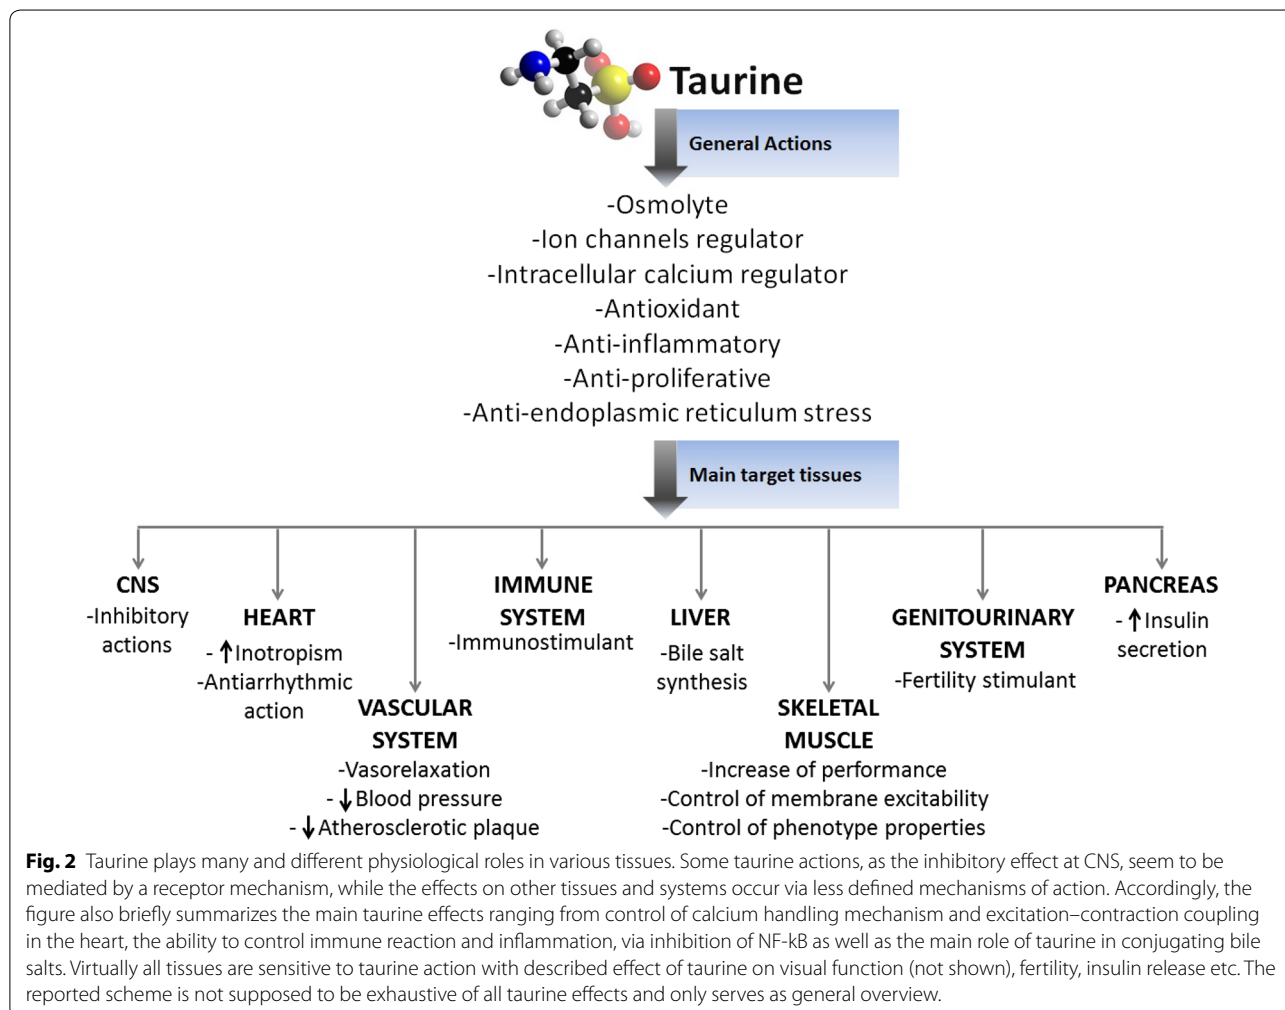 Taurine
General Actions
-Osmolyte
-Ion channels regulator
-Intracellular calcium regulator
-Antioxidant
-Anti-inflammatory
-Anti-proliferative
-Anti-endoplasmic reticulum stress
Main target tissues
CNS
-Inhibitory
actions
HEART
- ↑Inotropism
-Antiarrhythmic
action
VASCULAR
SYSTEM
-Vasorelaxation
- ↓Blood pressure
- ↓Atherosclerotic plaque
IMMUNE
SYSTEM
-Immunostimulant
LIVER
-Bile salt
synthesis
SKELETAL
MUSCLE
-Increase of performance
-Control of membrane excitability
-Control of phenotype properties
GENITOURINARY
SYSTEM
-Fertility stimulant
PANCREAS
- ↑Insulin
secretion
Fig. 2 Taurine plays many and different physiological roles in various tissues. Some taurine actions, as the inhibitory effect at CNS, seem to be
mediated by a receptor mechanism, while the effects on other tissues and systems occur via less defined mechanisms of action. Accordingly, the
figure also briefly summarizes the main taurine effects ranging from control of calcium handling mechanism and excitation–contraction coupling
in the heart, the ability to control immune reaction and inflammation, via inhibition of NF-kB as well as the main role of taurine in conjugating bile
salts. Virtually all tissues are sensitive to taurine action with described effect of taurine on visual function (not shown), fertility, insulin release etc. The
reported scheme is not supposed to be exhaustive of all taurine effects and only serves as general overview.